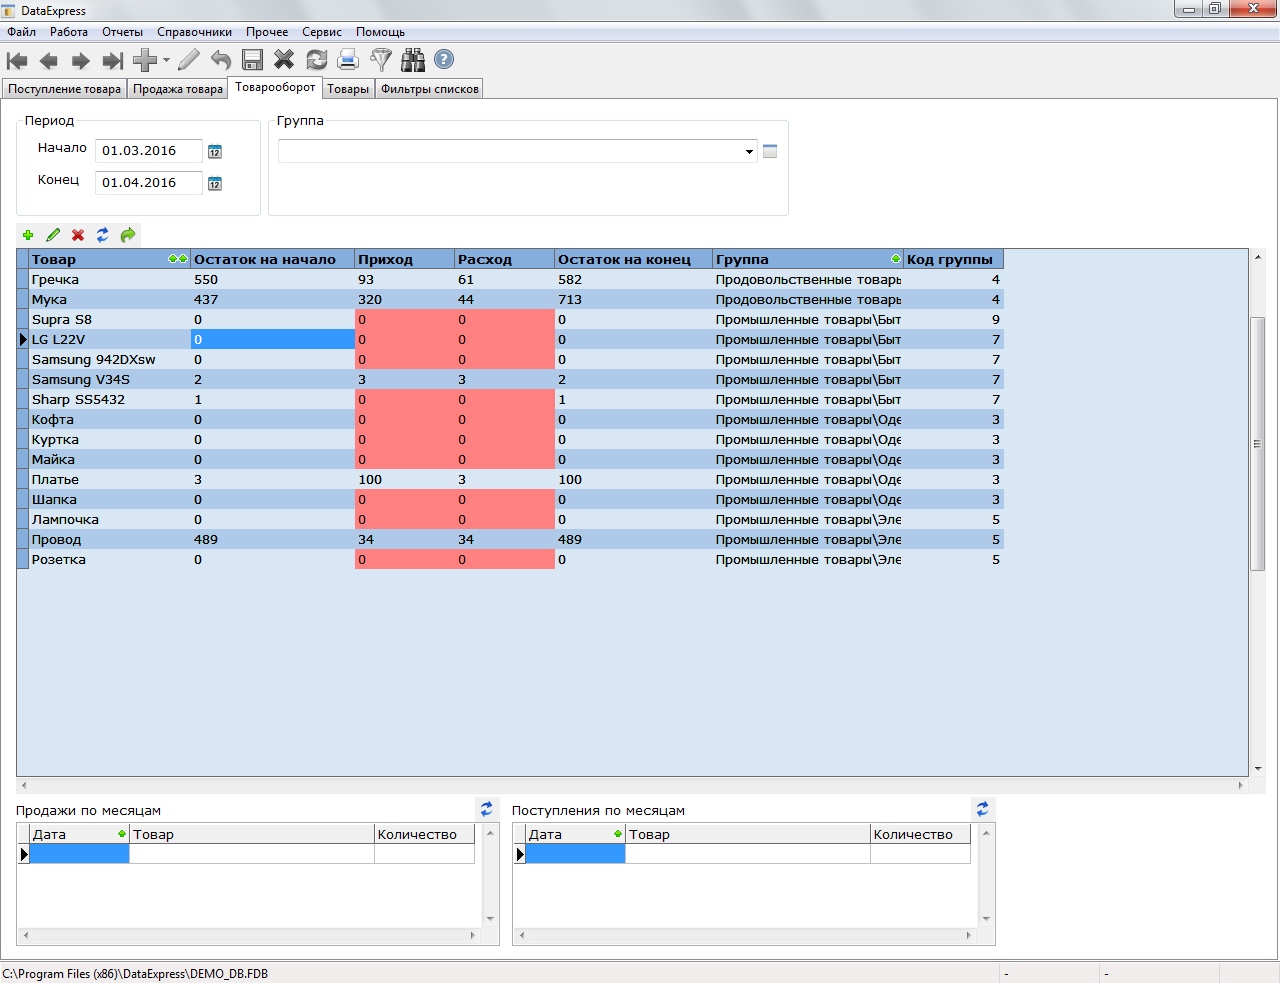 DataExpress
Файл Работа Отчеты Справочники Прочее Сервис Помощь
Поступление товара Продажа товара Товарооборот Товары Фильтры списков
Период Группа
Начало 01.03.2016 12
Конец 01.04.2016 12
Товар Остаток на начало Приход Расход Остаток на конец Группа Код группы
Гречка 550 93 61 582 Продовольственные товары 4
Мука 437 320 44 713 Продовольственные товары 4
Supra S8 0 0 0 0 Промышленные товары\Быт 9
LG L22V 0 0 0 0 Промышленные товары\Быт 7
Samsung 942DXsw 0 0 0 0 Промышленные товары\Быт 7
Samsung V34S 2 3 3 2 Промышленные товары\Быт 7
Sharp SS5432 1 0 0 1 Промышленные товары\Быт 7
Кофта 0 0 0 0 Промышленные товары\Оде 3
Куртка 0 0 0 0 Промышленные товары\Оде 3
Майка 0 0 0 0 Промышленные товары\Оде 3
Платье 3 100 3 100 Промышленные товары\Оде 3
Шапка 0 0 0 0 Промышленные товары\Оде 3
Лампочка 0 0 0 0 Промышленные товары\Эле 5
Провод 489 34 34 489 Промышленные товары\Эле 5
Розетка 0 0 0 0 Промышленные товары\Эле 5
Продажи по месяцам Поступления по месяцам
Дата Товар Количество Дата Товар Количество
C:\Program Files (x86)\DataExpress\DEMO_DB.FDB - -